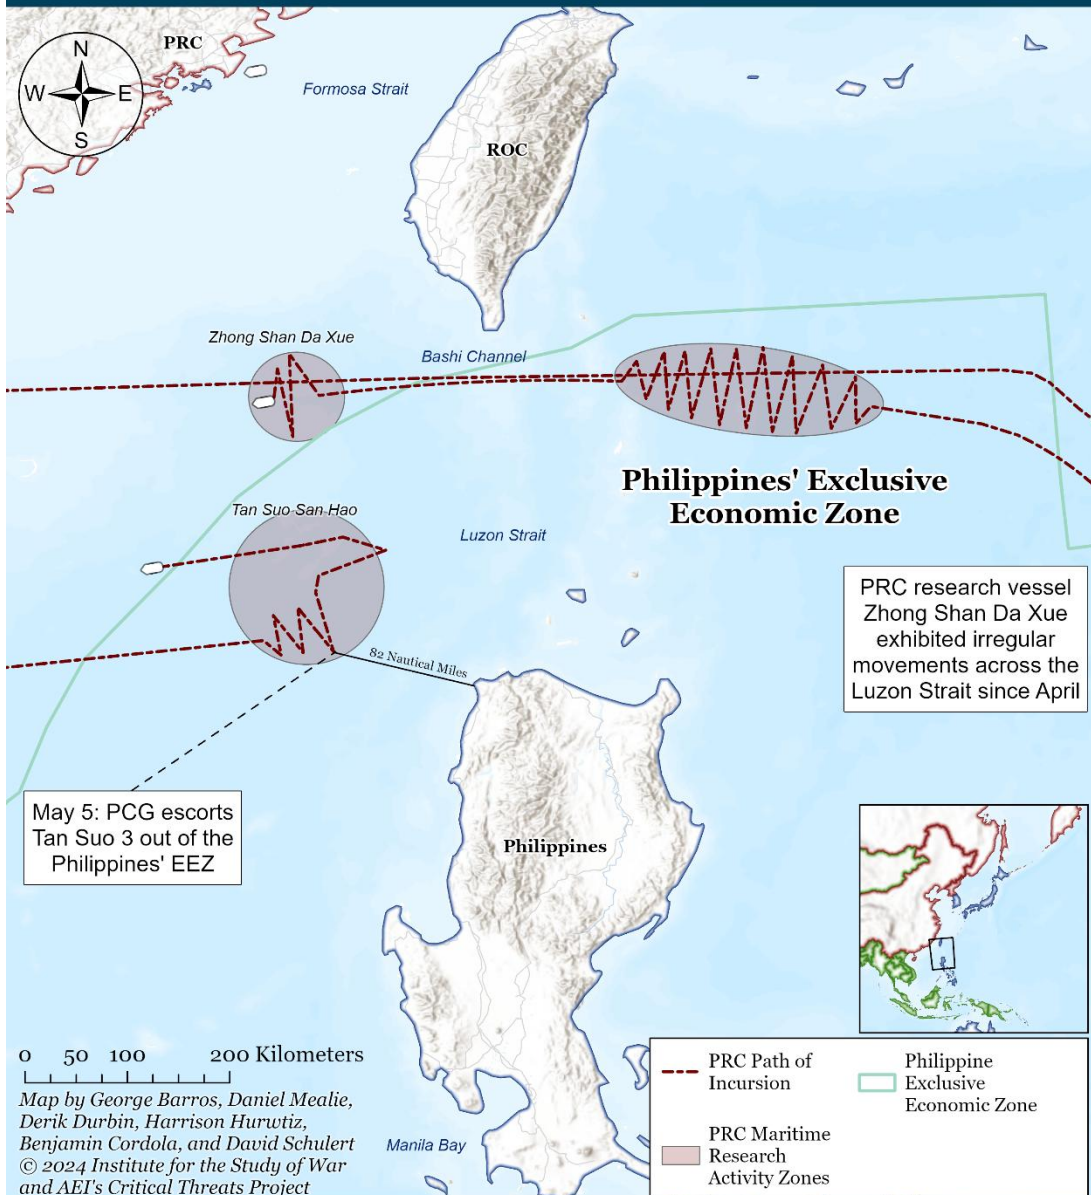 PRC
N
W
E
S
Formosa Strait
ROC
Zhong Shan Da Xue
Bashi Channel
Philippines' Exclusive
Economic Zone
Tan Suo San Hao
Luzon Strait
PRC research vessel
Zhong Shan Da Xue
exhibited irregular
movements across the
Luzon Strait since April
82 Nautical Miles
May 5: PCG escorts
Tan Suo 3 out of the
Philippines' EEZ
Philippines
0 50 100 200 Kilometers
Map by George Barros, Daniel Mealie,
Derik Durbin, Harrison Hurwtiz,
Benjamin Cordola, and David Schulert
© 2024 Institute for the Study of War
and AEI's Critical Threats Project
Manila Bay
PRC Path of
Incursion
Philippine
Exclusive
Economic Zone
PRC Maritime
Research
Activity Zones